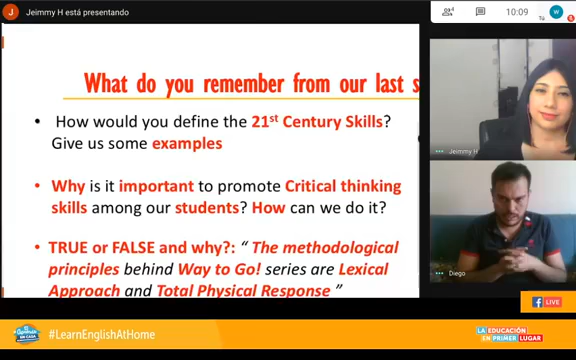 J Jeimmy H está presentando
10:09
Tú
What do you remember from our last s
• How would you define the 21st Century Skills?
Give us some examples
• Why is it important to promote Critical thinking
skills among our students? How can we do it?
• TRUE or FALSE and why?: “ The methodological
principles behind Way to Go! series are Lexical
Approach and Total Physical Response ”
Jeimmy H
Diego
LIVE
#LearnEnglishAtHome
LA EDUCACIÓN
EN PRIMER LUGAR